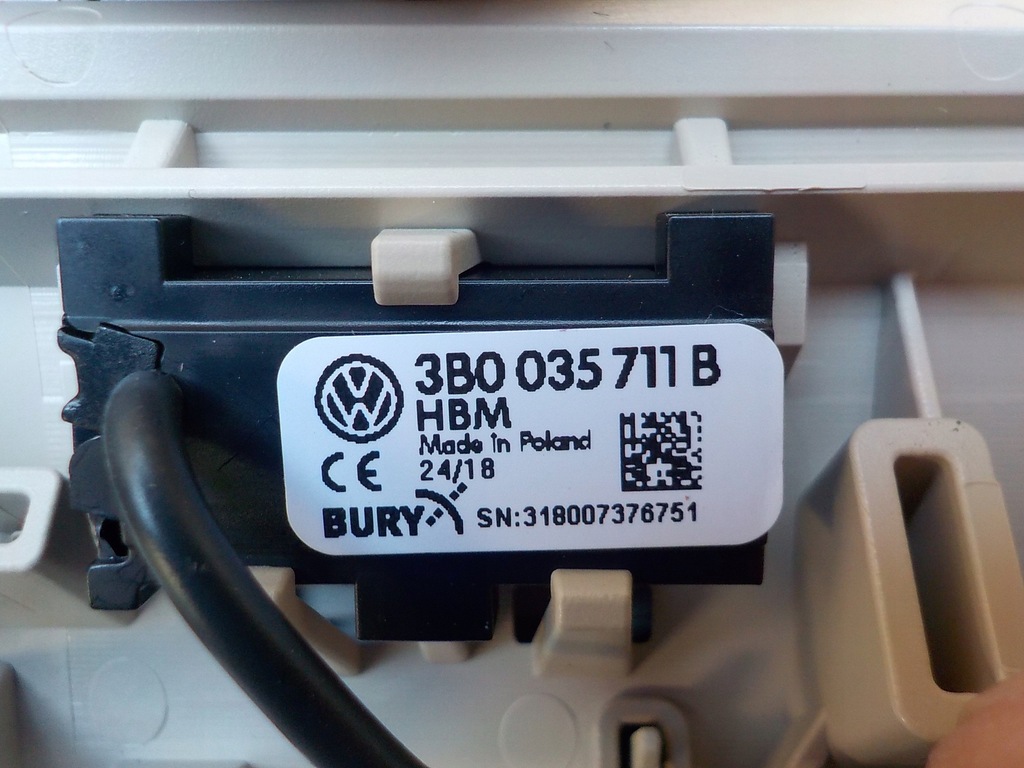 3B0 035 711 B
HBM
Made in Poland
24/18
CE
BURY
SN:318007376751